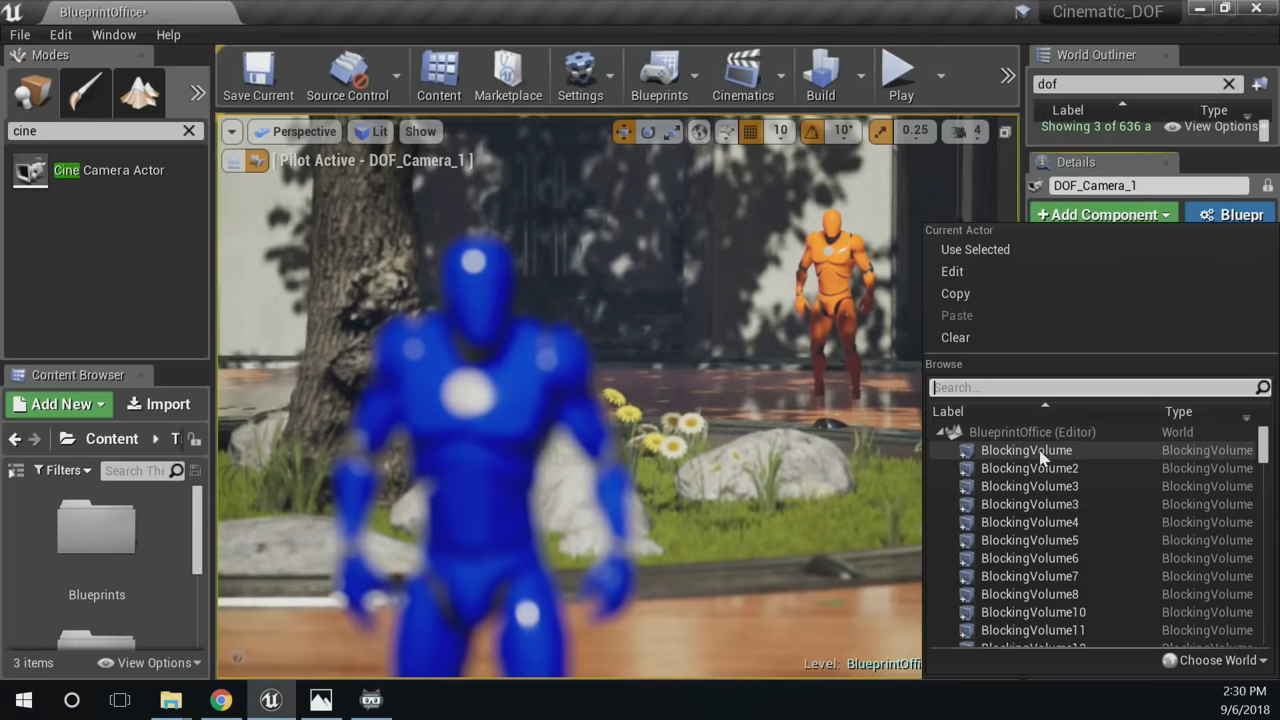 BlueprintOffice*
Cinematic_DOF
File Edit Window Help
Modes
cine
Cine Camera Actor
Save Current
Source Control
Content
Marketplace
Settings
Blueprints
Cinematics
Build
Play
Perspective
Lit
Show
10
10°
0.25
4
[ Pilot Active - DOF_Camera_1 ]
World Outliner
dof
Label
Type
Showing 3 of 636 a
View Options
Details
DOF_Camera_1
+Add Component
Bluepr
Current Actor
Use Selected
Edit
Copy
Paste
Clear
Browse
Search...
Label Type
BlueprintOffice (Editor) World
BlockingVolume BlockingVolume
BlockingVolume2 BlockingVolume
BlockingVolume3 BlockingVolume
BlockingVolume3 BlockingVolume
BlockingVolume4 BlockingVolume
BlockingVolume5 BlockingVolume
BlockingVolume6 BlockingVolume
BlockingVolume7 BlockingVolume
BlockingVolume8 BlockingVolume
BlockingVolume10 BlockingVolume
BlockingVolume11 BlockingVolume
Choose World
Content Browser
Add New
Import
Content
T
Filters
Search Thi
Blueprints
3 items
View Options
Level: BlueprintOffi
2:30 PM
9/6/2018